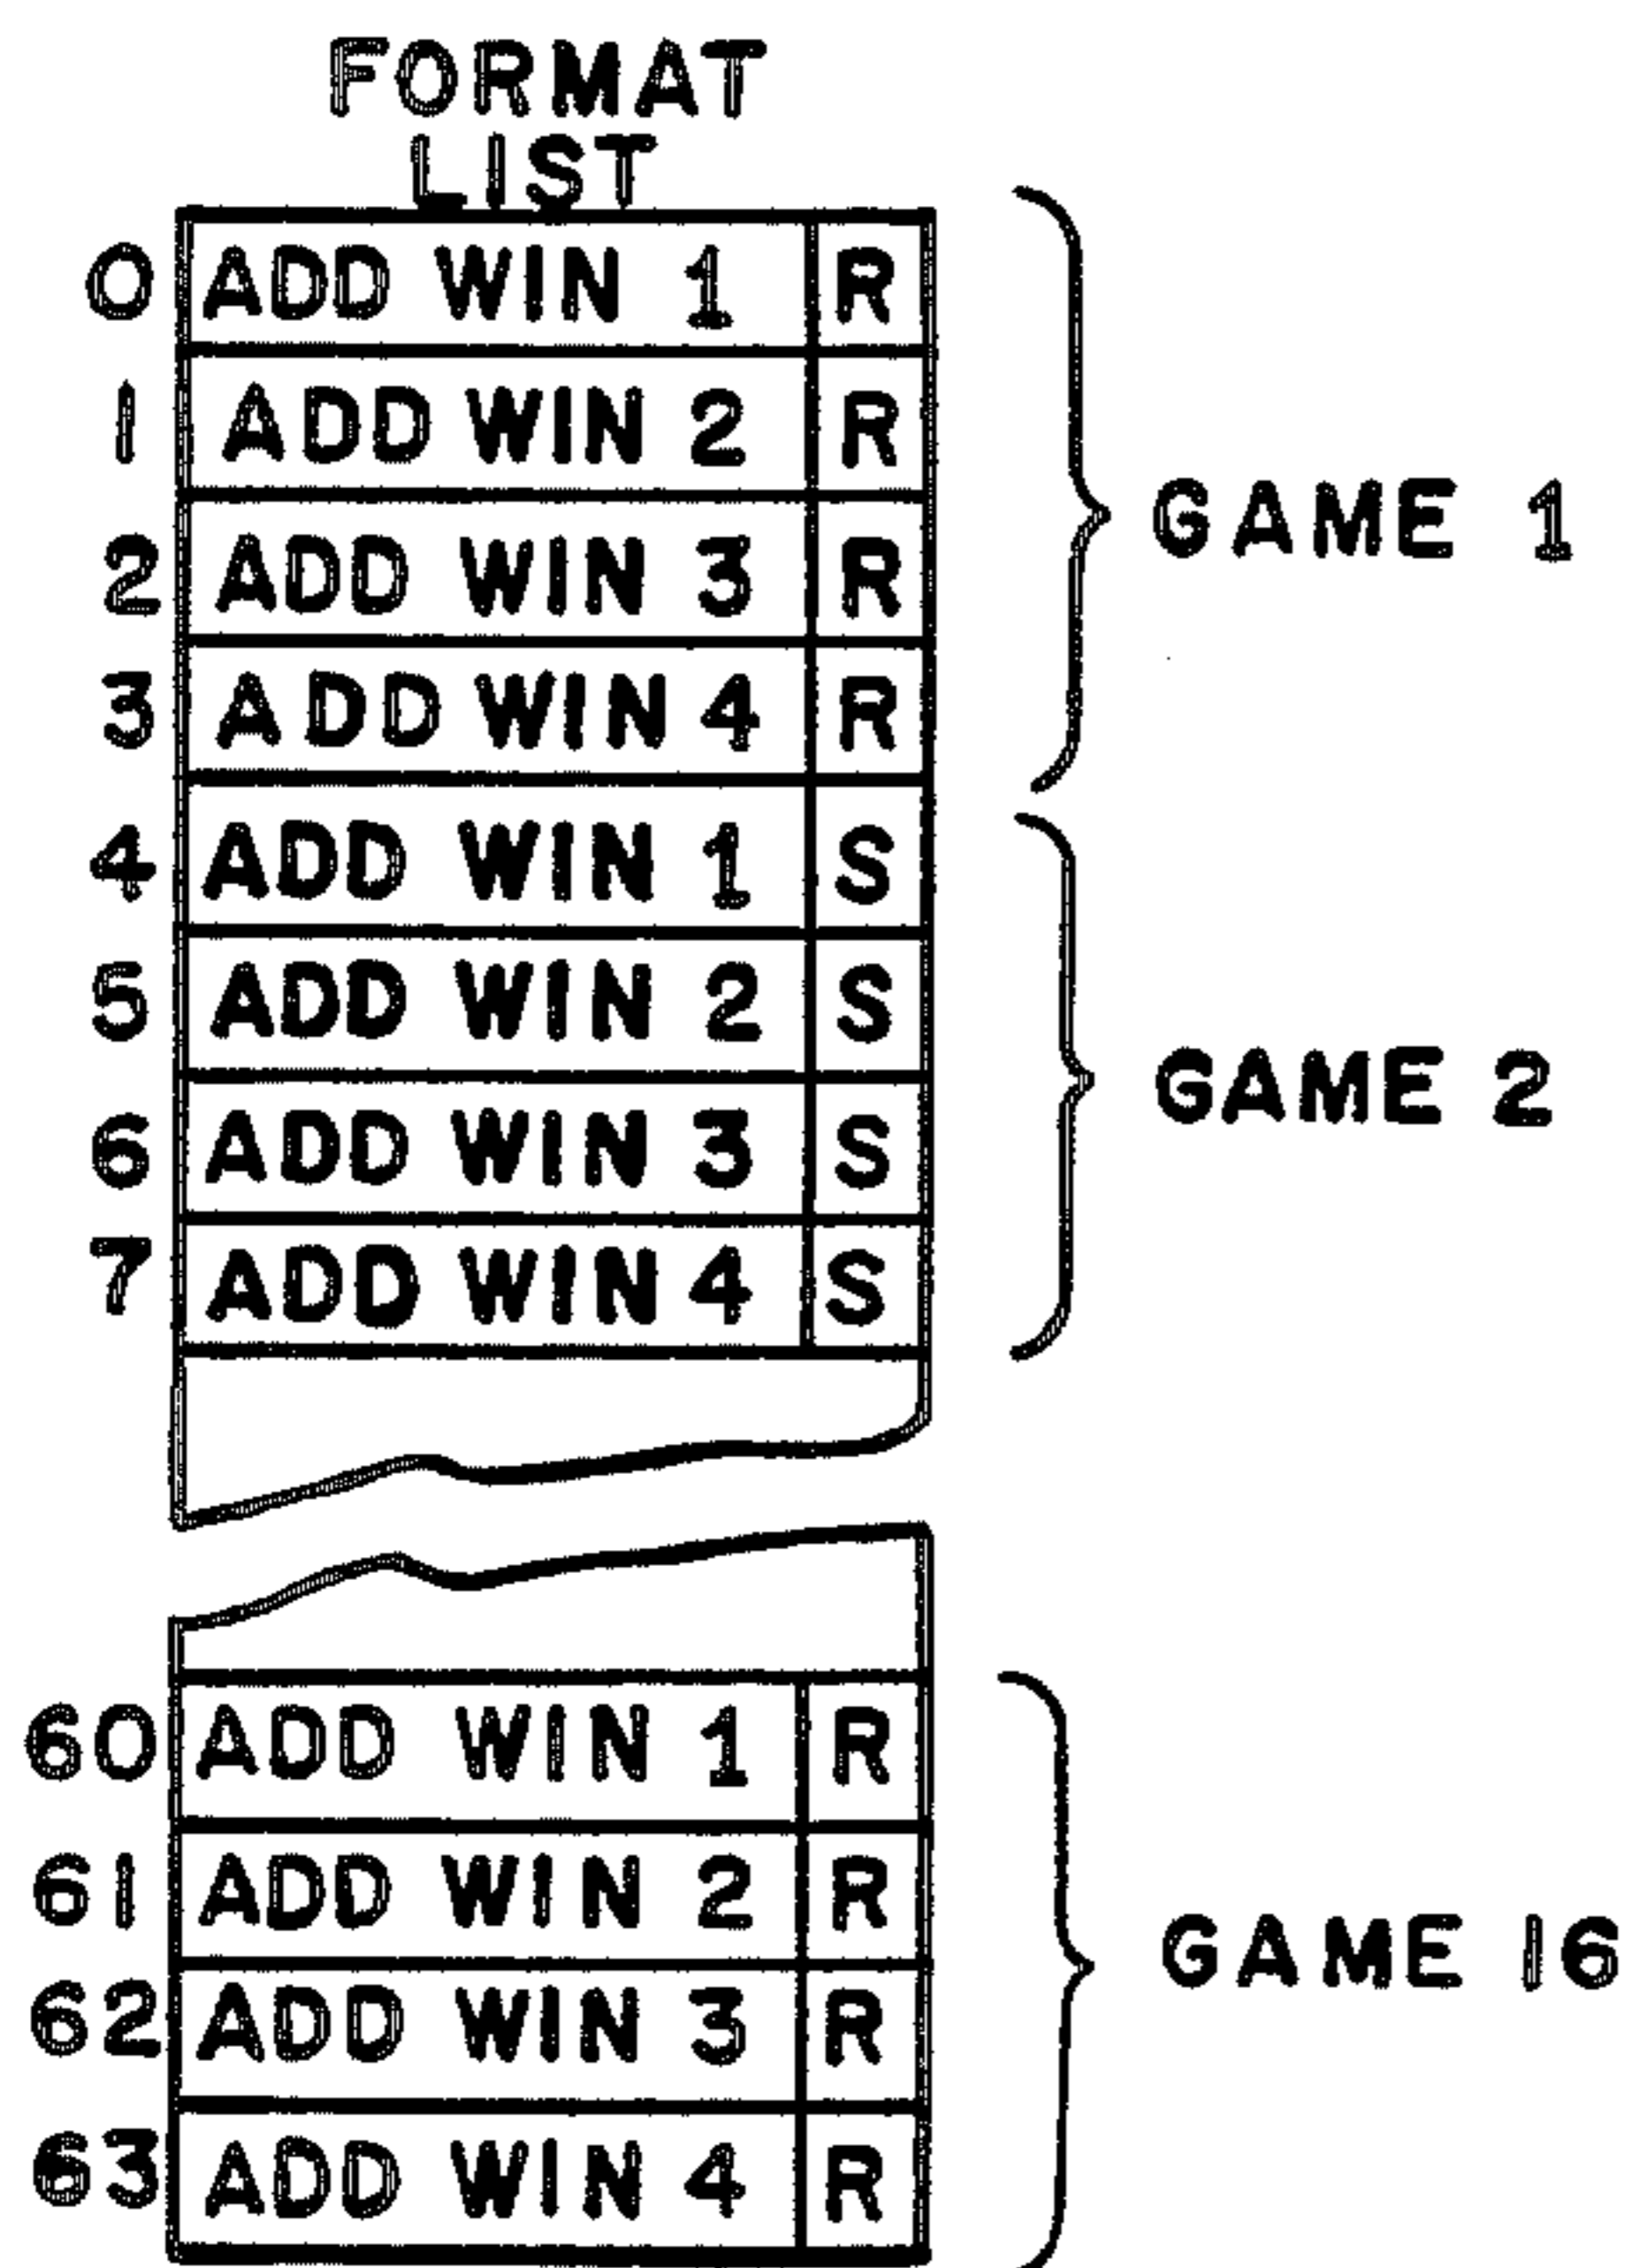 FORMAT
LIST
0 ADD WIN 1 R
1 ADD WIN 2 R
GAME 1
2 ADD WIN 3 R
3 ADD WIN 4 R
4 ADD WIN 1 S
5 ADD WIN 2 S
GAME 2
6 ADD WIN 3 S
7 ADD WIN 4 S
60 ADD WIN 1 R
61 ADD WIN 2 R
GAME 16
62 ADD WIN 3 R
63 ADD WIN 4 R